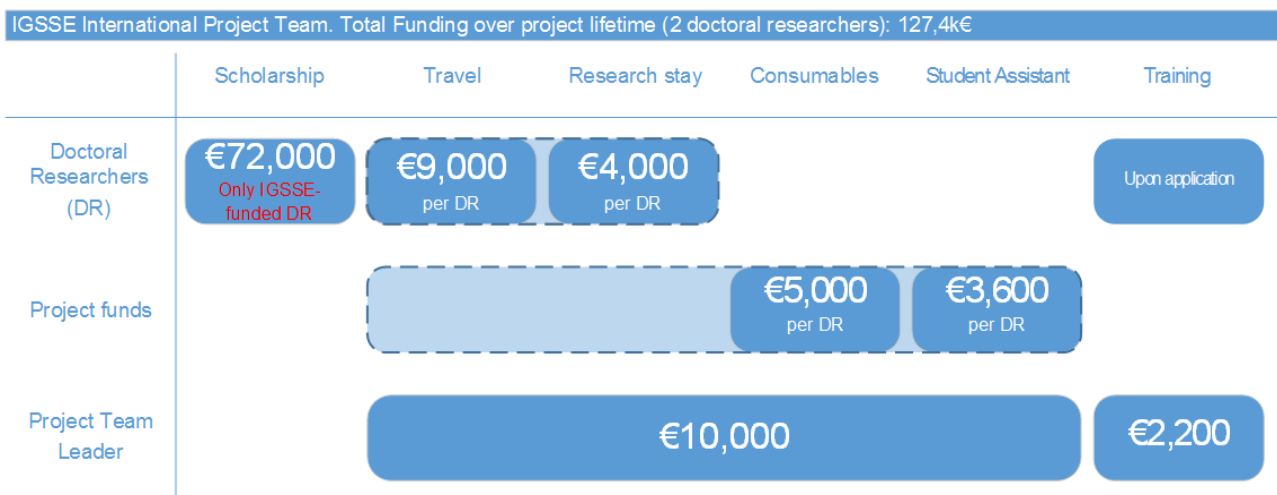 IGSSE International Project Team. Total Funding over project lifetime (2 doctoral researchers): 127,4k€
Scholarship Travel Research stay Consumables Student Assistant Training
Doctoral
Researchers
(DR)
€72,000
Only IGSSE-
funded DR
€9,000
per DR
€4,000
per DR
Upon application
Project funds
€5,000
per DR
€3,600
per DR
Project Team
Leader
€10,000
€2,200